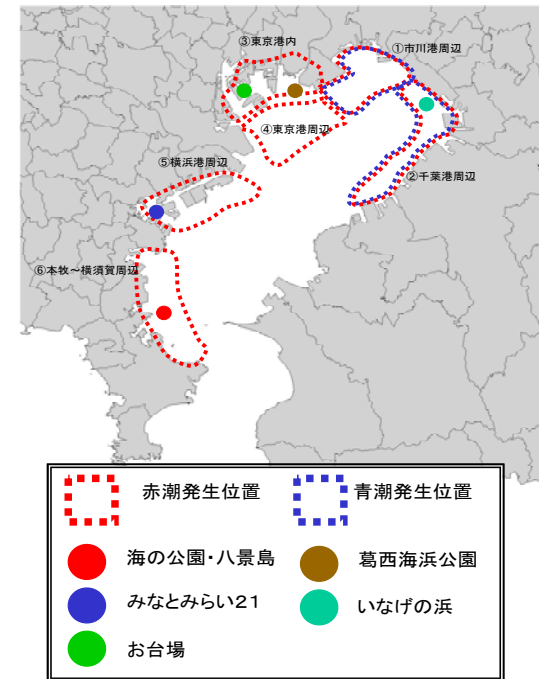 ③東京港内
①市川港周辺
④東京港周辺
⑤横浜港周辺
②千葉港周辺
⑥本牧～横須賀周辺
赤潮発生位置
青潮発生位置
海の公園・八景島
葛西海浜公園
みなとみらい21
いなげの浜
お台場